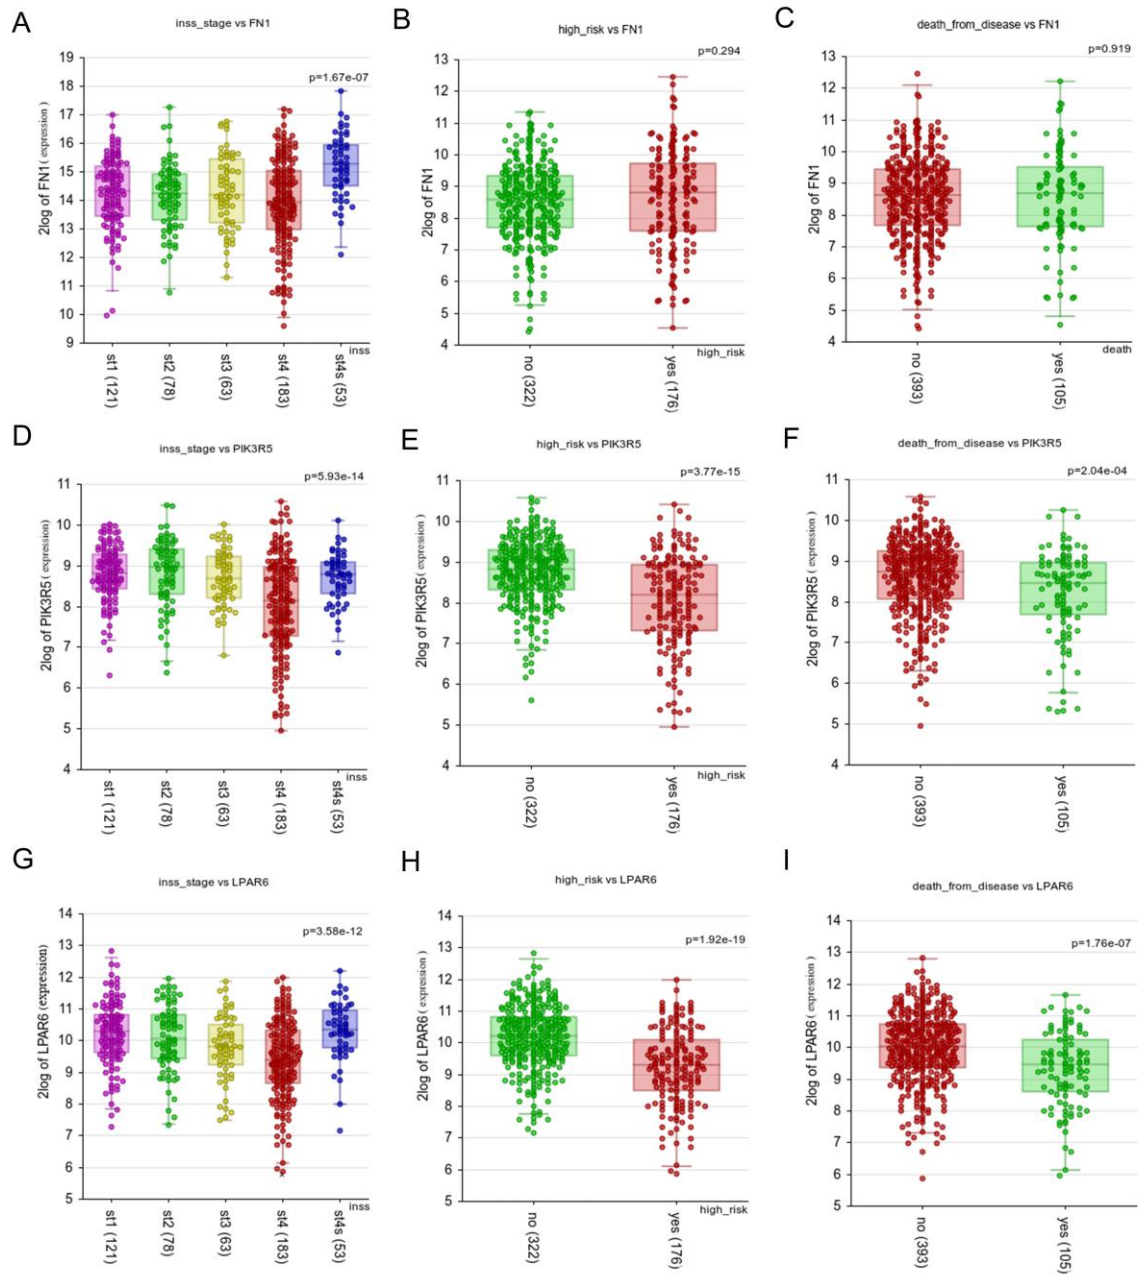 A
inss_stage vs FN1
p=1.67e-07
2log of FN1 ( expression )
19
18
17
16
15
14
13
12
11
10
9
inss
st1 (121)
st2 (78)
st3 (63)
st4 (183)
st4s (53)
B
high_risk vs FN1
p=0.294
2log of FN1
13
12
11
10
9
8
7
6
5
4
high_risk
no (322)
yes (176)
C
death_from_disease vs FN1
p=0.919
2log of FN1
13
12
11
10
9
8
7
6
5
4
death
no (393)
yes (105)
D
inss_stage vs PIK3R5
p=5.93e-14
2log of PIK3R5 ( expression )
11
10
9
8
7
6
5
4
inss
st1 (121)
st2 (78)
st3 (63)
st4 (183)
st4s (53)
E
high_risk vs PIK3R5
p=3.77e-15
2log of PIK3R5 ( expression )
11
10
9
8
7
6
5
4
high_risk
no (322)
yes (176)
F
death_from_disease vs PIK3R5
p=2.04e-04
2log of PIK3R5 ( expression )
11
10
9
8
7
6
5
4
no (393)
yes (105)
G
inss_stage vs LPAR6
p=3.58e-12
2log of LPAR6 (expression)
14
13
12
11
10
9
8
7
6
5
inss
st1 (121)
st2 (78)
st3 (63)
st4 (183)
st4s (53)
H
high_risk vs LPAR6
p=1.92e-19
2log of LPAR6 ( expression )
14
13
12
11
10
9
8
7
6
5
high_risk
no (322)
yes (176)
I
death_from_disease vs LPAR6
p=1.76e-07
2log of LPAR6 ( expression )
14
13
12
11
10
9
8
7
6
5
no (393)
yes (105)